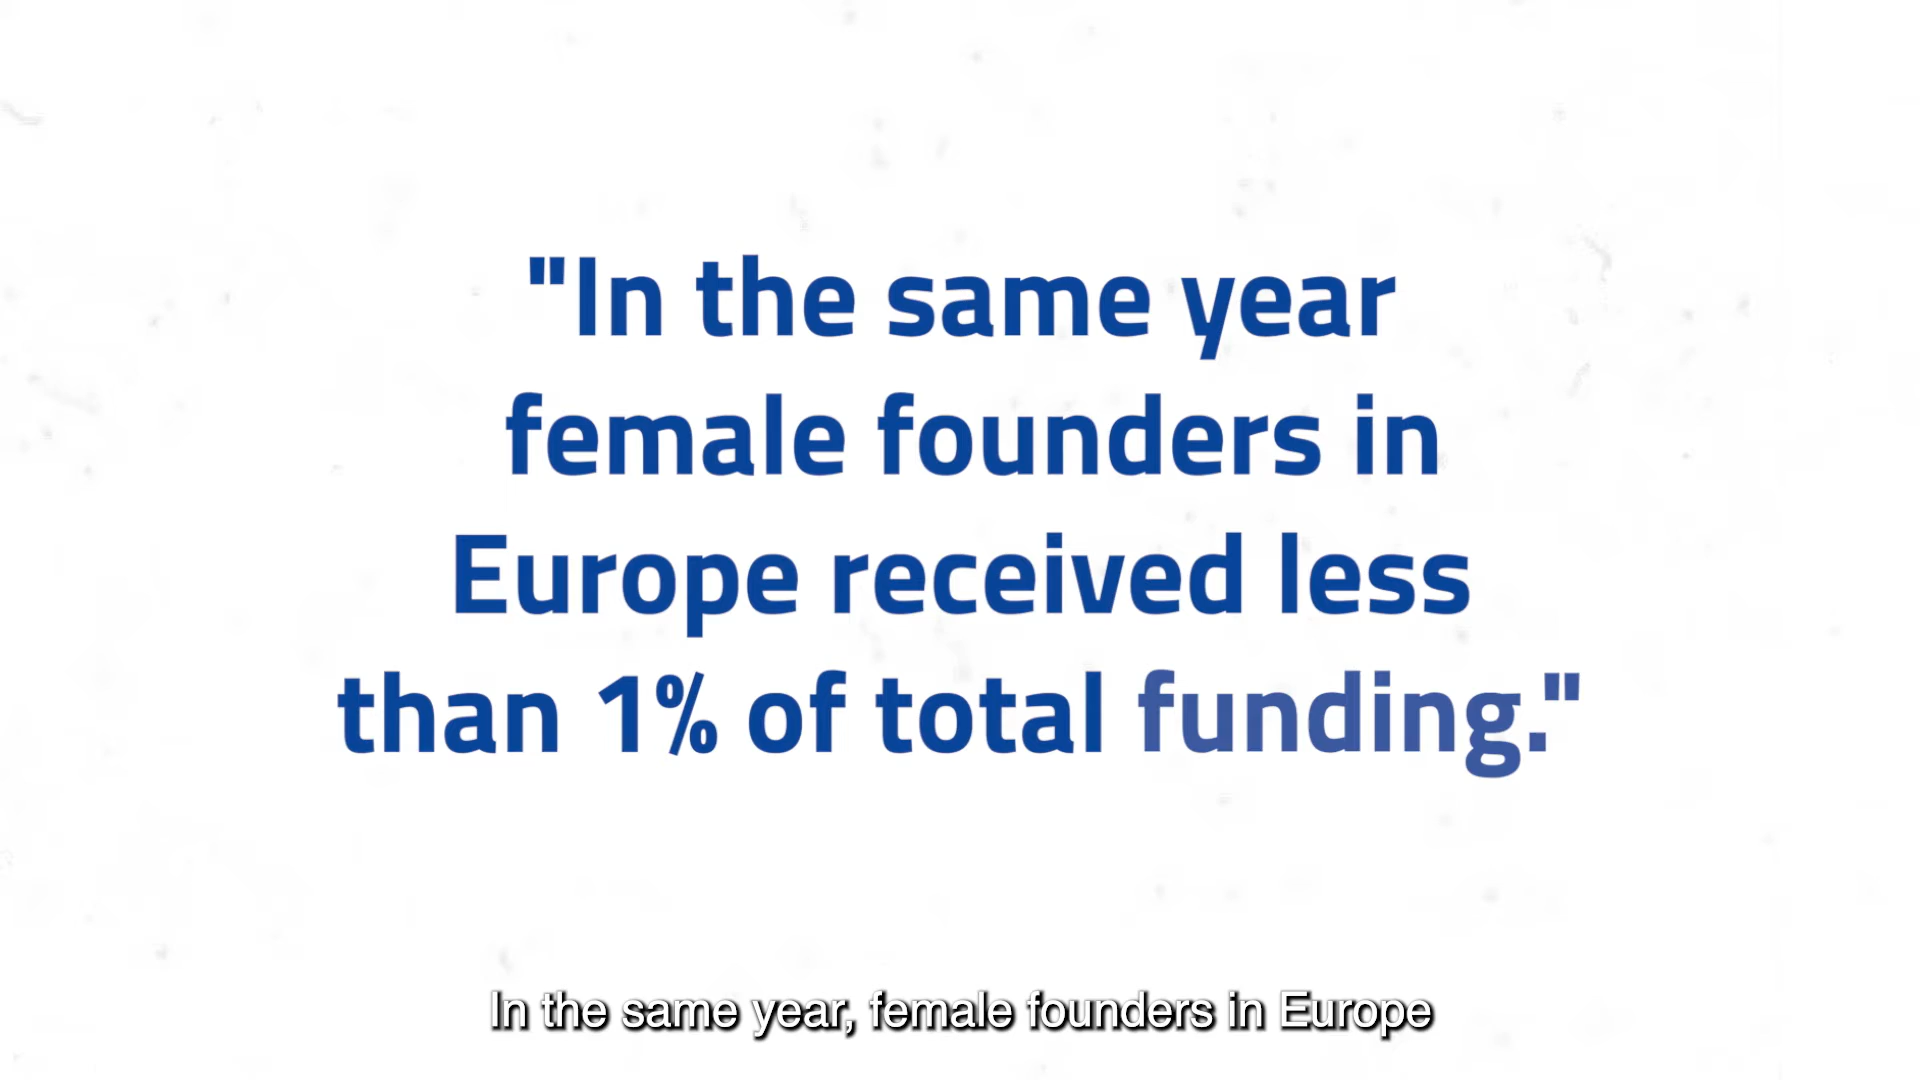 "In the same year
female founders in
Europe received less
than 1% of total funding."
In the same year, female founders in Europe